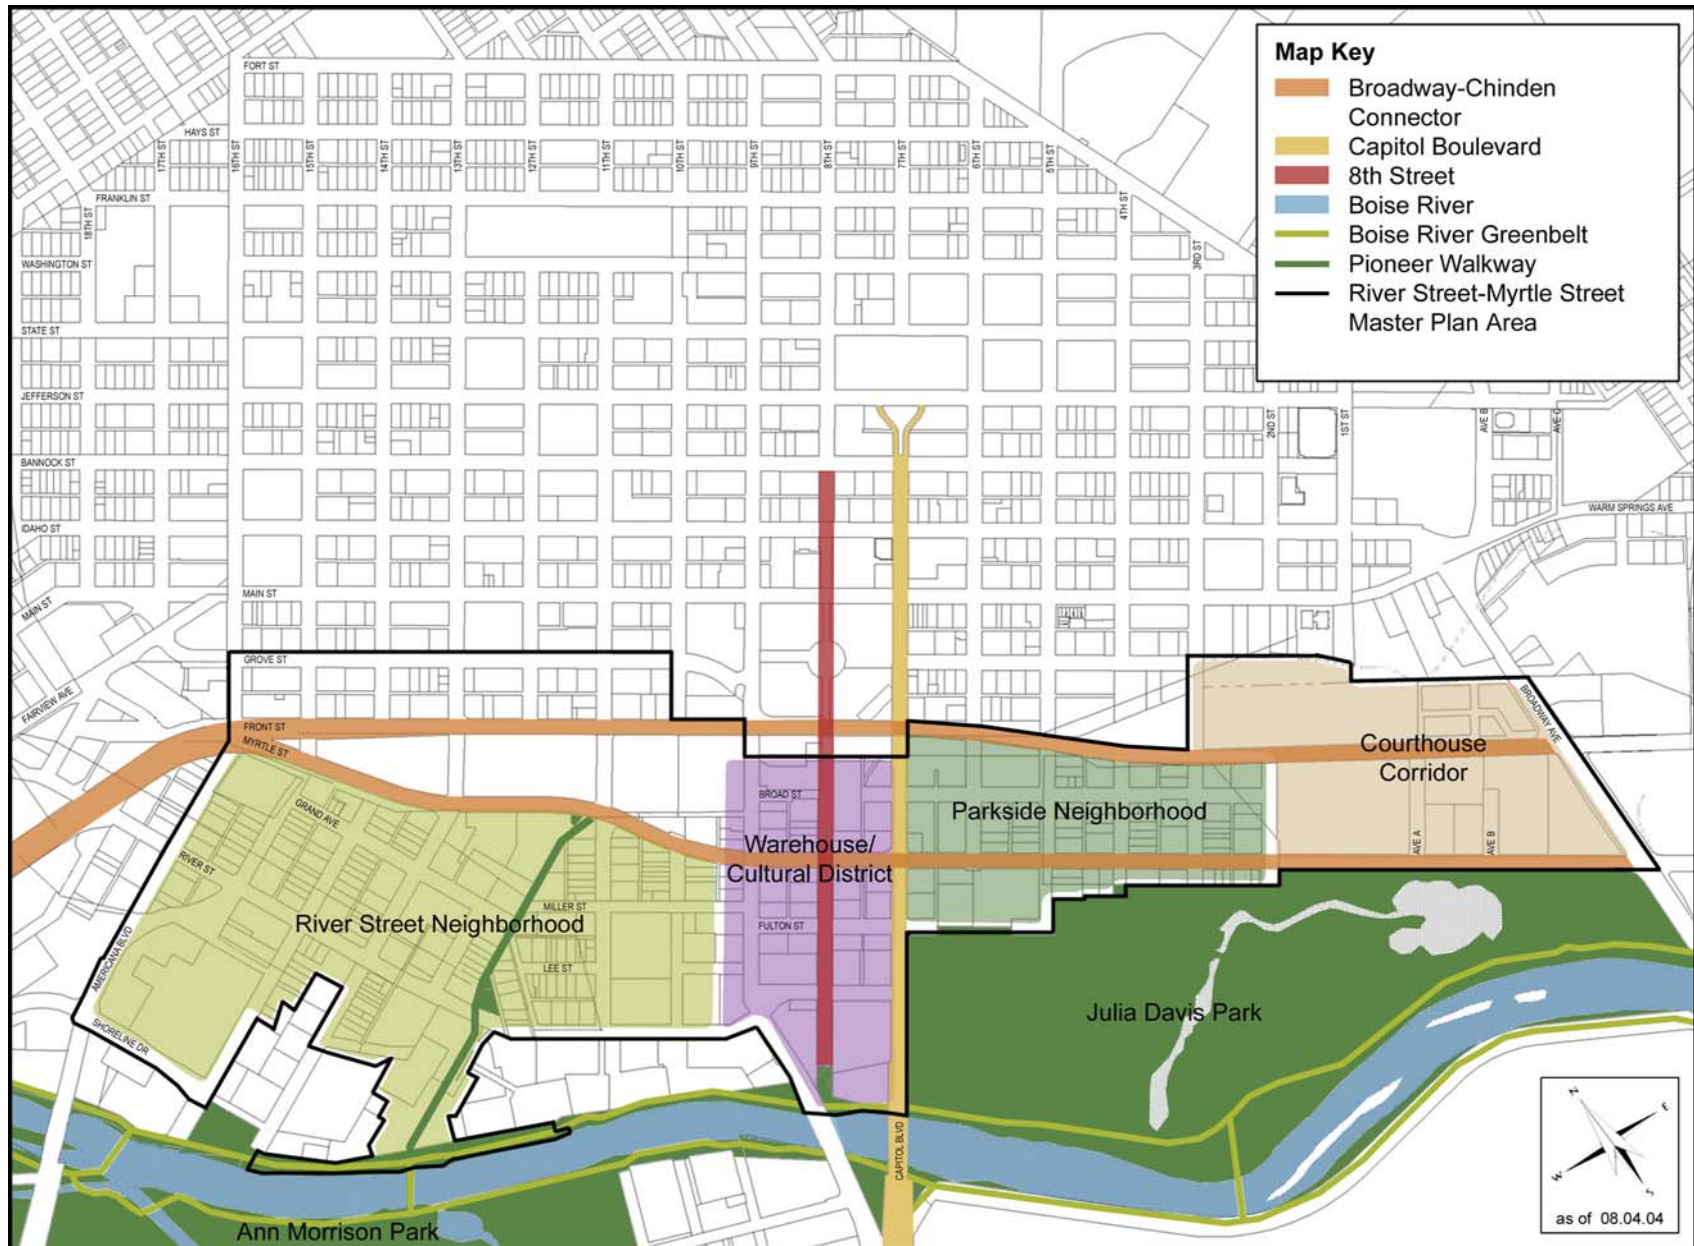 Map Key
Broadway-Chinden
Connector
Capitol Boulevard
8th Street
Boise River
Boise River Greenbelt
Pioneer Walkway
River Street-Myrtle Street
Master Plan Area
FORT ST
HAYS ST
17TH ST
16TH ST
15TH ST
14TH ST
13TH ST
12TH ST
11TH ST
10TH ST
9TH ST
8TH ST
7TH ST
6TH ST
5TH ST
FRANKLIN ST
4TH ST
18TH ST
3RD ST
WASHINGTON ST
STATE ST
JEFFERSON ST
2ND ST
1ST ST
AVE B
AVE C
BANNOCK ST
WARM SPRINGS AVE
IDAHO ST
MAIN ST
MAIN ST
GROVE ST
FAIRVIEW AVE
BROADWAY AVE
FRONT ST
MYRTLE ST
Courthouse
Corridor
BROAD ST
GRAND AVE
Parkside Neighborhood
AVE A
AVE B
Warehouse/
Cultural District
RIVER ST
MILLER ST
River Street Neighborhood
FULTON ST
AMERICANA BLVD
LEE ST
Julia Davis Park
SHORELINE DR
CAPITOL BLVD
Ann Morrison Park
N
E
W
S
as of 08.04.04